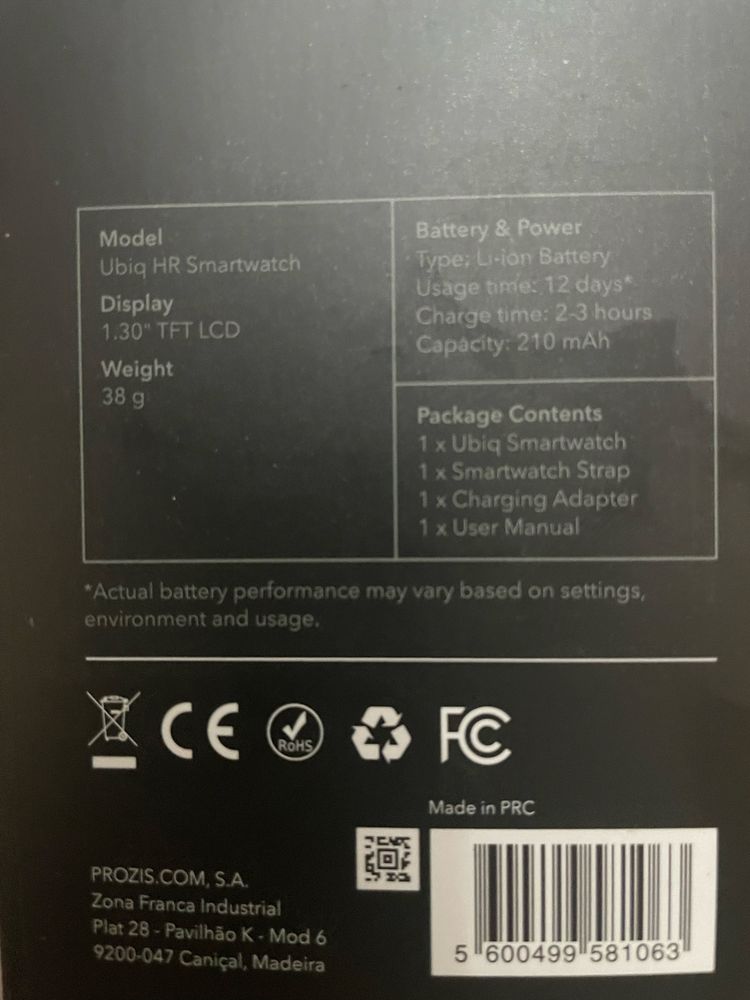 Model
Ubiq HR Smartwatch
Display
1.30" TFT LCD
Weight
38 g
Battery & Power
Type: Li-ion Battery
Usage time: 12 days*
Charge time: 2-3 hours
Capacity: 210 mAh
Package Contents
1 x Ubiq Smartwatch
1 x Smartwatch Strap
1 x Charging Adapter
1 x User Manual
*Actual battery performance may vary based on settings,
environment and usage.
CE
RoHS
FC
Made in PRC
PROZIS.COM, S.A.
Zona Franca Industrial
Plat 28 - Pavilhão K - Mod 6
9200-047 Caniçal, Madeira
5 600499 581063